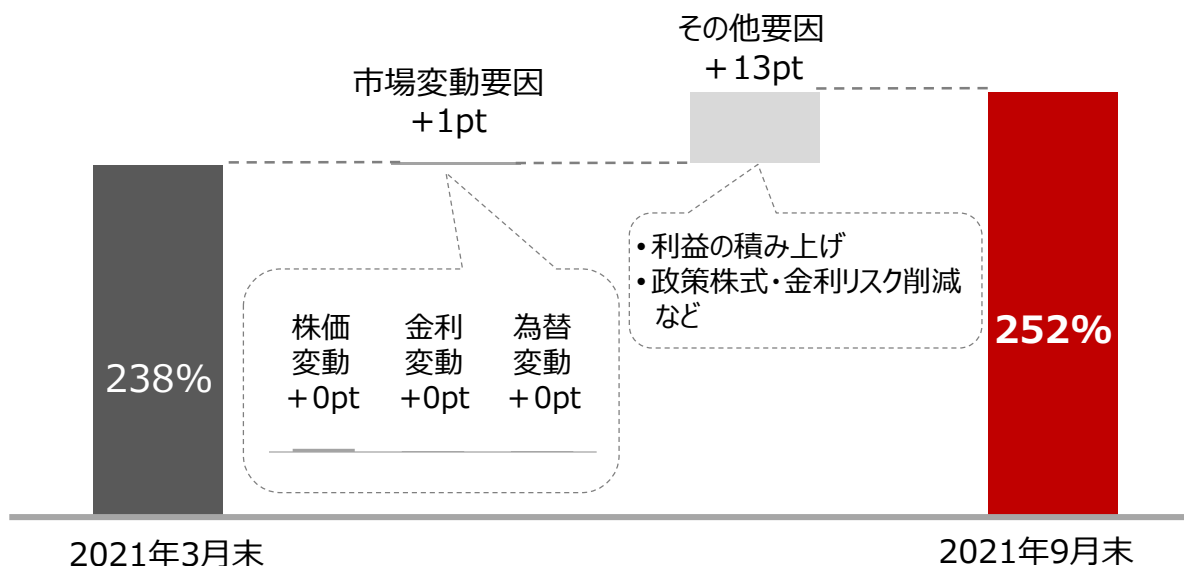 その他要因
+13pt
市場変動要因
+1pt
• 利益の積み上げ
• 政策株式・金利リスク削減
など
株価
変動
+0pt
金利
変動
+0pt
為替
変動
+0pt
238%
252%
2021年3月末
2021年9月末